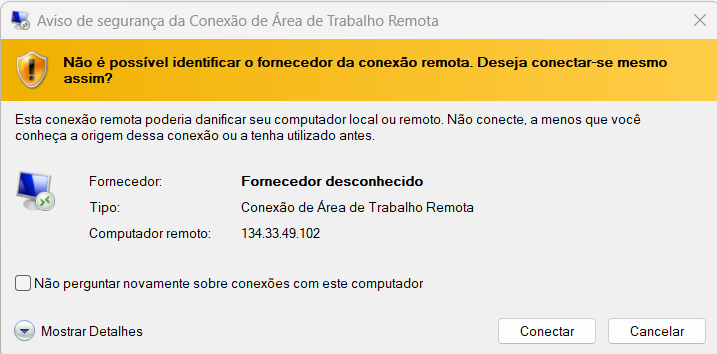 Aviso de segurança da Conexão de Área de Trabalho Remota
Não é possível identificar o fornecedor da conexão remota. Deseja conectar-se mesmo
assim?
Esta conexão remota poderia danificar seu computador local ou remoto. Não conecte, a menos que você
conheça a origem dessa conexão ou a tenha utilizado antes.
Fornecedor: Fornecedor desconhecido
Tipo: Conexão de Área de Trabalho Remota
Computador remoto: 134.33.49.102
Não perguntar novamente sobre conexões com este computador
Mostrar Detalhes Conectar Cancelar